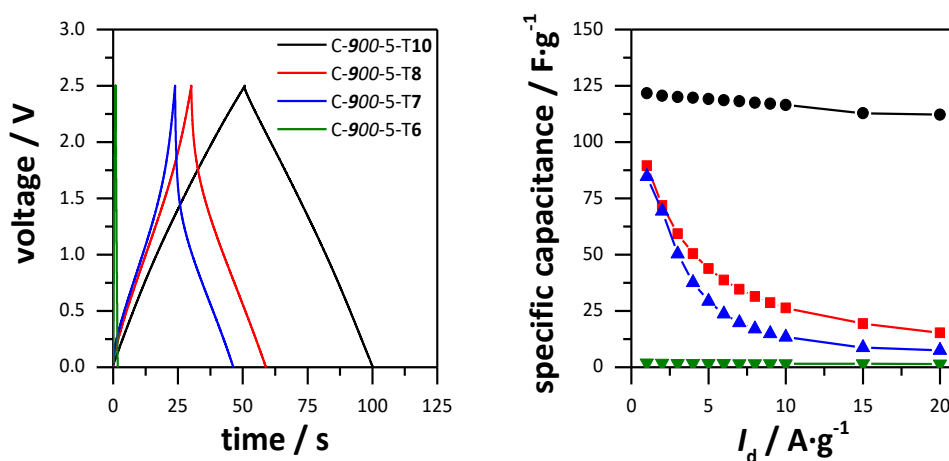 3.0
2.5
2.0
1.5
1.0
0.5
0.0
voltage / V
0 25 50 75 100 125
time / s
C-900-5-T10
C-900-5-T8
C-900-5-T7
C-900-5-T6
150
125
100
75
50
25
0
specific capacitance / F·g⁻¹
0 5 10 15 20
I_d / A·g⁻¹